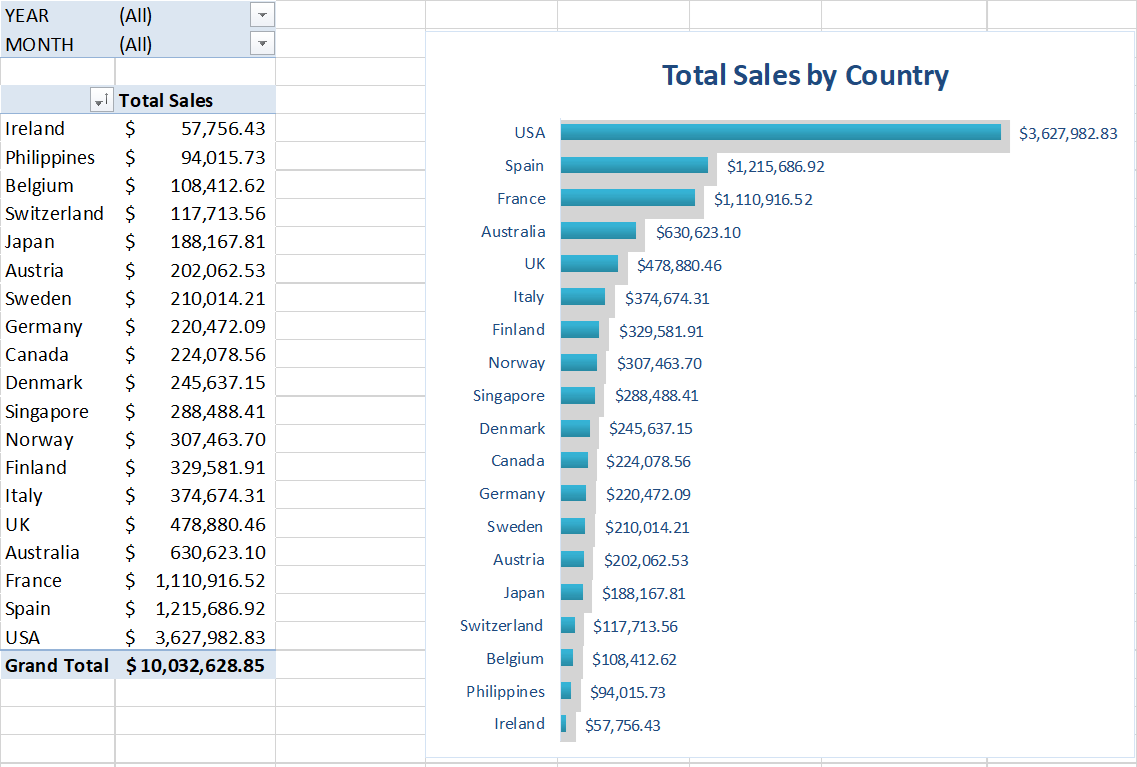 YEAR (All)
MONTH (All)
Total Sales
Ireland $ 57,756.43
Philippines $ 94,015.73
Belgium $ 108,412.62
Switzerland $ 117,713.56
Japan $ 188,167.81
Austria $ 202,062.53
Sweden $ 210,014.21
Germany $ 220,472.09
Canada $ 224,078.56
Denmark $ 245,637.15
Singapore $ 288,488.41
Norway $ 307,463.70
Finland $ 329,581.91
Italy $ 374,674.31
UK $ 478,880.46
Australia $ 630,623.10
France $ 1,110,916.52
Spain $ 1,215,686.92
USA $ 3,627,982.83
Grand Total $ 10,032,628.85
Total Sales by Country
USA $3,627,982.83
Spain $1,215,686.92
France $1,110,916.52
Australia $630,623.10
UK $478,880.46
Italy $374,674.31
Finland $329,581.91
Norway $307,463.70
Singapore $288,488.41
Denmark $245,637.15
Canada $224,078.56
Germany $220,472.09
Sweden $210,014.21
Austria $202,062.53
Japan $188,167.81
Switzerland $117,713.56
Belgium $108,412.62
Philippines $94,015.73
Ireland $57,756.43